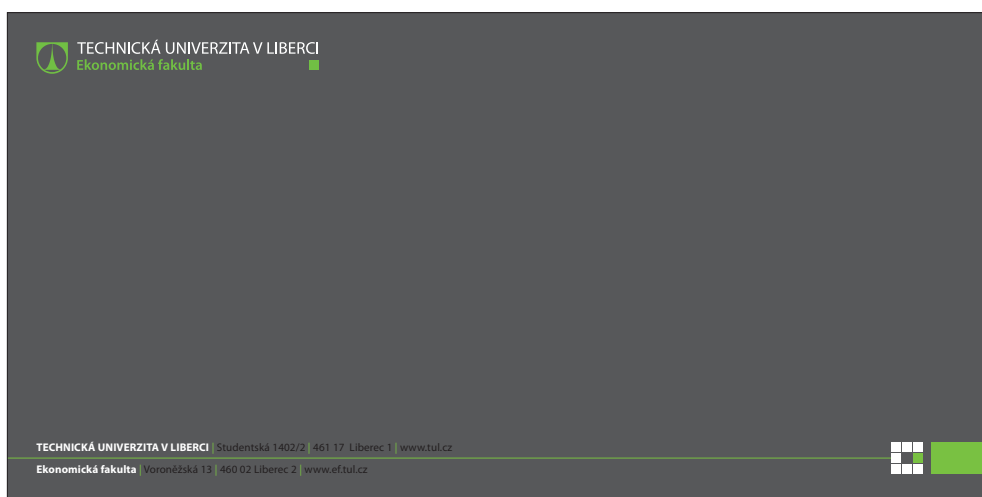 TECHNICKÁ UNIVERZITA V LIBERCI
Ekonomická fakulta
TECHNICKÁ UNIVERZITA V LIBERCI | Studentská 1402/2 | 461 17 Liberec 1 | www.tul.cz
Ekonomická fakulta | Voroněžská 13 | 460 02 Liberec 2 | www.ef.tul.cz